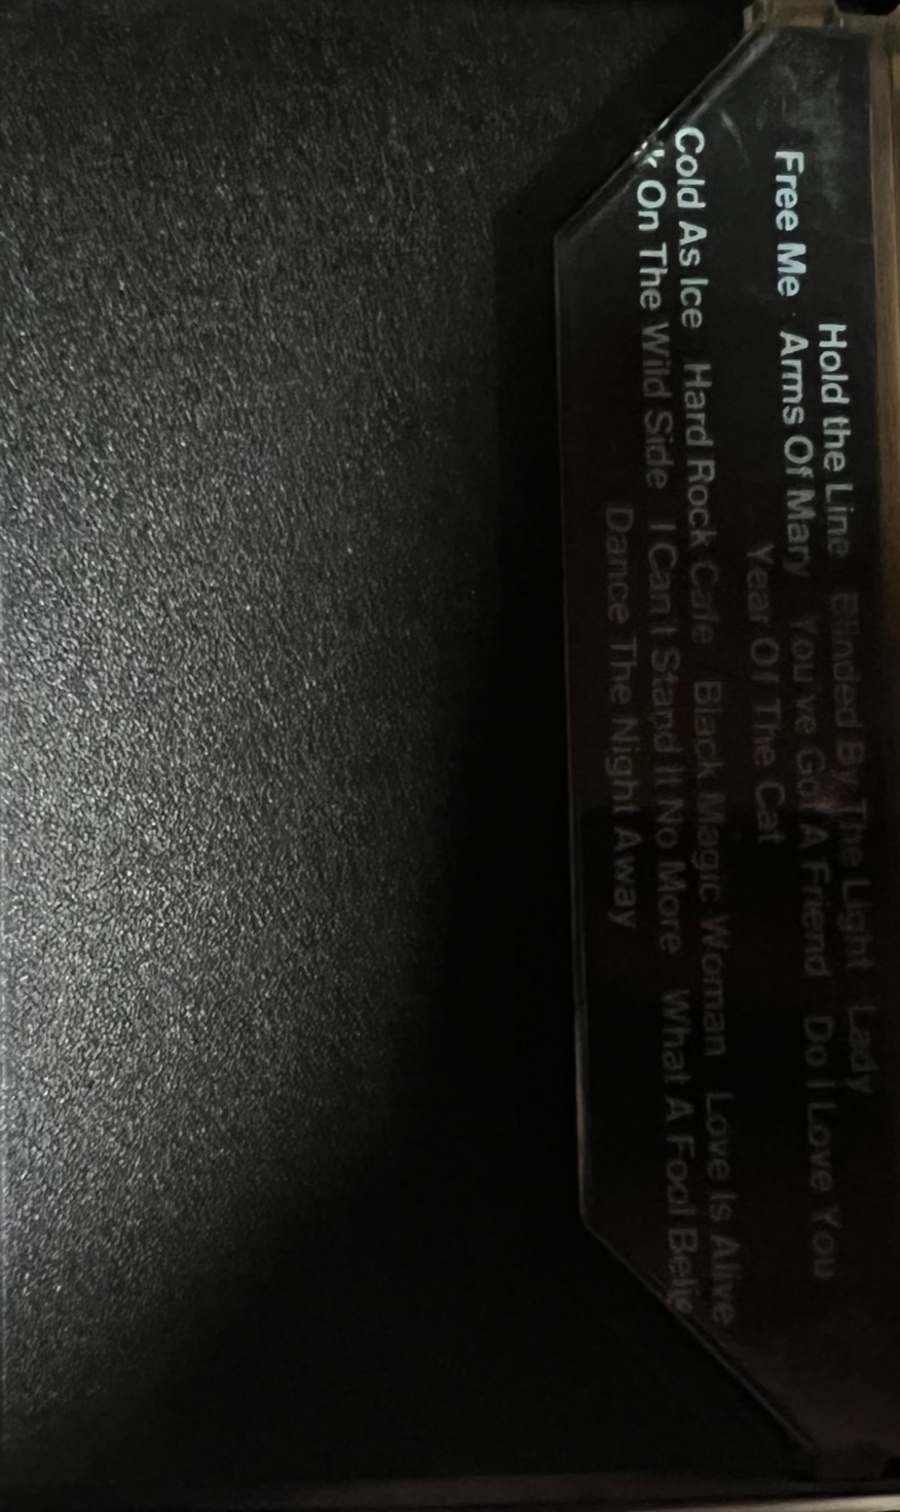 Hold the Line Blinded By The Light Lady
Free Me Arms Of Mary You've Got A Friend Do I Love You
Year Of The Cat
Cold As Ice Hard Rock Cafe Black Magic Woman Love Is Alive
On The Wild Side I Can't Stand It No More What A Fool
Dance The Night Away